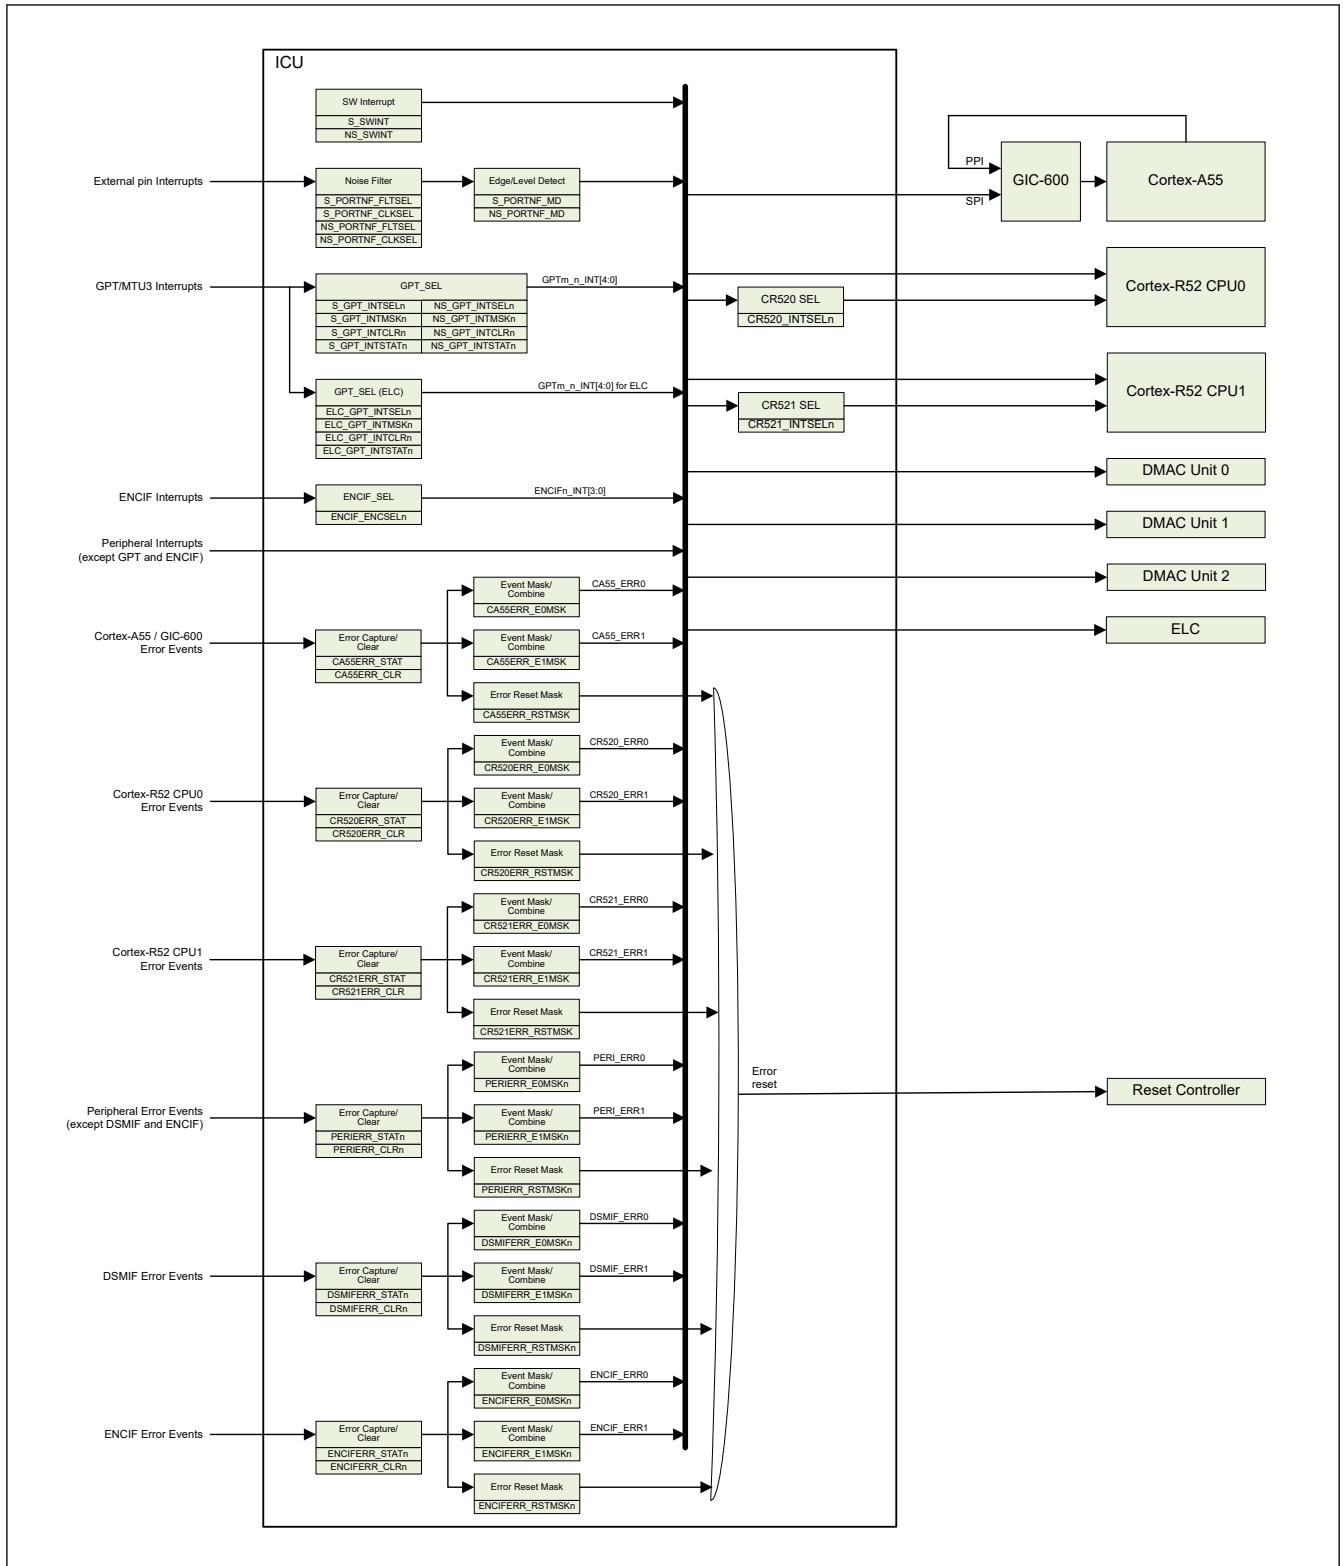 ICU
SW Interrupt
S_SWINT
NS_SWINT
External pin Interrupts
Noise Filter
S_PORTNF_FLTSEL
S_PORTNF_CLKSEL
NS_PORTNF_FLTSEL
NS_PORTNF_CLKSEL
Edge/Level Detect
S_PORTNF_MD
NS_PORTNF_MD
PPI
SPI
GIC-600
Cortex-A55
GPT/MTU3 Interrupts
GPT_SEL
S_GPT_INTSELn
NS_GPT_INTSELn
S_GPT_INTMSKn
NS_GPT_INTMSKn
S_GPT_INTCLRn
NS_GPT_INTCLRn
S_GPT_INTSTATn
NS_GPT_INTSTATn
GPTm_n_INT[4:0]
CR520 SEL
CR520_INTSELn
Cortex-R52 CPU0
GPT_SEL (ELC)
ELC_GPT_INTSELn
ELC_GPT_INTMSKn
ELC_GPT_INTCLRn
ELC_GPT_INTSTATn
GPTm_n_INT[4:0] for ELC
CR521 SEL
CR521_INTSELn
Cortex-R52 CPU1
DMAC Unit 0
ENCIF Interrupts
ENCIF_SEL
ENCIF_ENCSELn
ENCIFn_INT[3:0]
DMAC Unit 1
Peripheral Interrupts
(except GPT and ENCIF)
DMAC Unit 2
ELC
Cortex-A55 / GIC-600
Error Events
Error Capture/
Clear
CA55ERR_STAT
CA55ERR_CLR
Event Mask/
Combine
CA55ERR_E0MSK
CA55_ERR0
Event Mask/
Combine
CA55ERR_E1MSK
CA55_ERR1
Error Reset Mask
CA55ERR_RSTMSK
Cortex-R52 CPU0
Error Events
Error Capture/
Clear
CR520ERR_STAT
CR520ERR_CLR
Event Mask/
Combine
CR520ERR_E0MSK
CR520_ERR0
Event Mask/
Combine
CR520ERR_E1MSK
CR520_ERR1
Error Reset Mask
CR520ERR_RSTMSK
Cortex-R52 CPU1
Error Events
Error Capture/
Clear
CR521ERR_STAT
CR521ERR_CLR
Event Mask/
Combine
CR521ERR_E0MSK
CR521_ERR0
Event Mask/
Combine
CR521ERR_E1MSK
CR521_ERR1
Error Reset Mask
CR521ERR_RSTMSK
Peripheral Error Events
(except DSMIF and ENCIF)
Error Capture/
Clear
PERIERR_STATn
PERIERR_CLRn
Event Mask/
Combine
PERIERR_E0MSKn
PERI_ERR0
Event Mask/
Combine
PERIERR_E1MSKn
PERI_ERR1
Error Reset Mask
PERIERR_RSTMSKn
Error
reset
Reset Controller
DSMIF Error Events
Error Capture/
Clear
DSMIFERR_STATn
DSMIFERR_CLRn
Event Mask/
Combine
DSMIFERR_E0MSKn
DSMIF_ERR0
Event Mask/
Combine
DSMIFERR_E1MSKn
DSMIF_ERR1
Error Reset Mask
DSMIFERR_RSTMSKn
ENCIF Error Events
Error Capture/
Clear
ENCIFERR_STATn
ENCIFERR_CLRn
Event Mask/
Combine
ENCIFERR_E0MSKn
ENCIF_ERR0
Event Mask/
Combine
ENCIFERR_E1MSKn
ENCIF_ERR1
Error Reset Mask
ENCIFERR_RSTMSKn